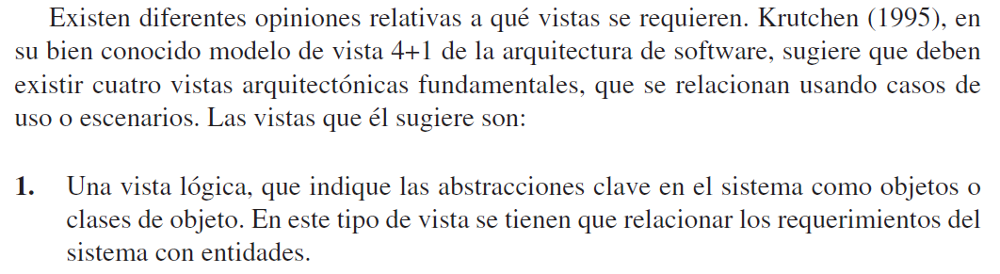 Existen diferentes opiniones relativas a qué vistas se requieren. Krutchen (1995), en
su bien conocido modelo de vista 4+1 de la arquitectura de software, sugiere que deben
existir cuatro vistas arquitectónicas fundamentales, que se relacionan usando casos de
uso o escenarios. Las vistas que él sugiere son:
1. Una vista lógica, que indique las abstracciones clave en el sistema como objetos o
clases de objeto. En este tipo de vista se tienen que relacionar los requerimientos del
sistema con entidades.